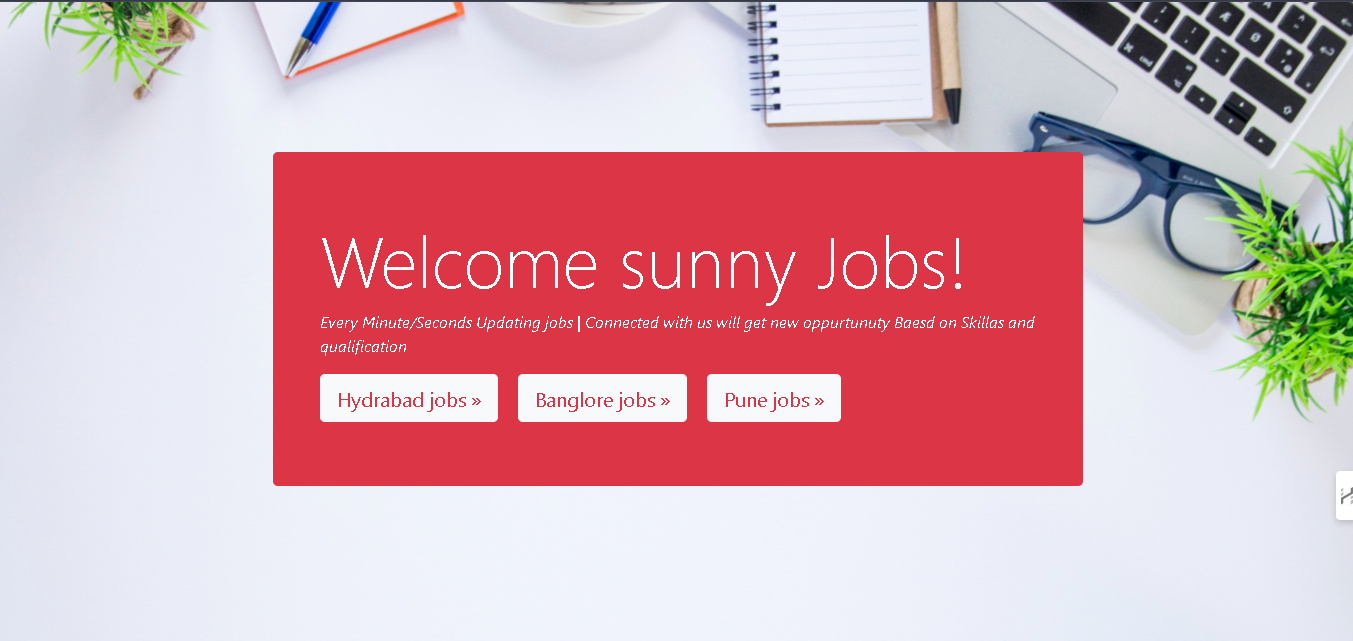 Welcome sunny Jobs!
Every Minute/Seconds Updating jobs | Connected with us will get new oppurtunuty Baesd on Skillas and
qualification
Hydrabad jobs » Banglore jobs » Pune jobs »